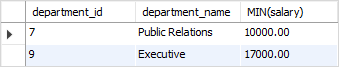 department_id department_name MIN(salary)
7 Public Relations 10000.00
9 Executive 17000.00